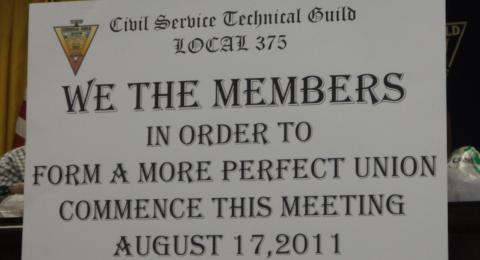 Civil Service Technical Guild
LOCAL 375
WE THE MEMBERS
IN ORDER TO
FORM A MORE PERFECT UNION
COMMENCE THIS MEETING
AUGUST 17,2011